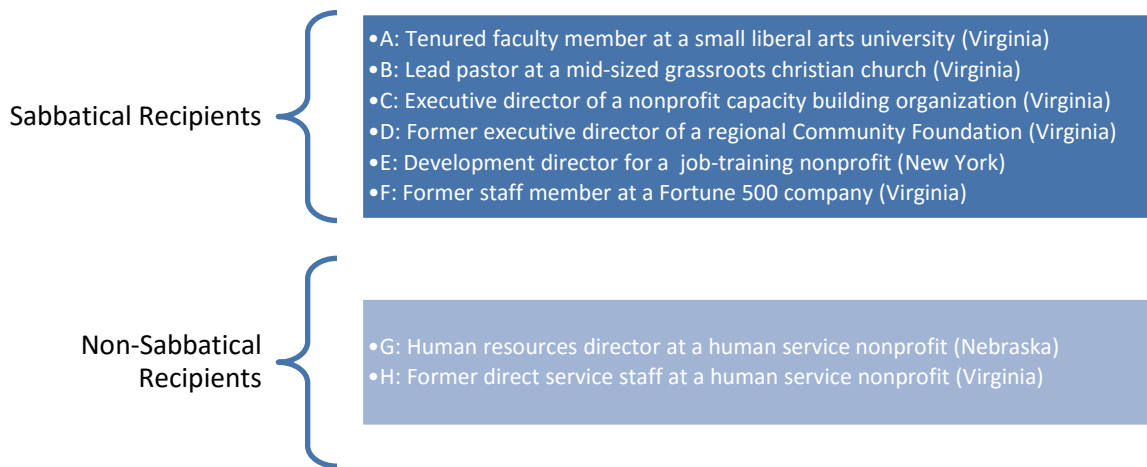 Sabbatical Recipients
•A: Tenured faculty member at a small liberal arts university (Virginia)
•B: Lead pastor at a mid-sized grassroots christian church (Virginia)
•C: Executive director of a nonprofit capacity building organization (Virginia)
•D: Former executive director of a regional Community Foundation (Virginia)
•E: Development director for a job-training nonprofit (New York)
•F: Former staff member at a Fortune 500 company (Virginia)
Non-Sabbatical
Recipients
•G: Human resources director at a human service nonprofit (Nebraska)
•H: Former direct service staff at a human service nonprofit (Virginia)